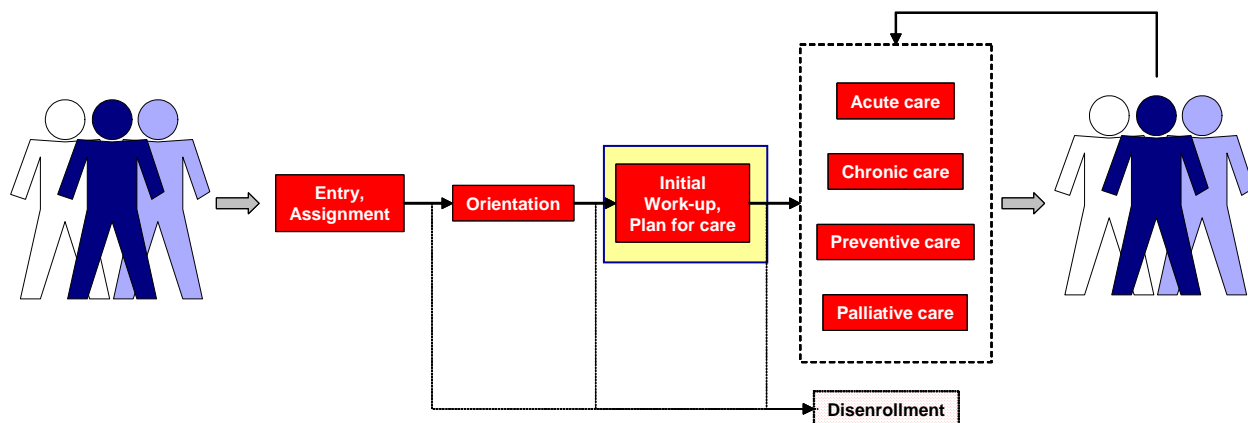 Entry,
Assignment
Orientation
Initial
Work-up,
Plan for care
Acute care
Chronic care
Preventive care
Palliative care
Disenrollment